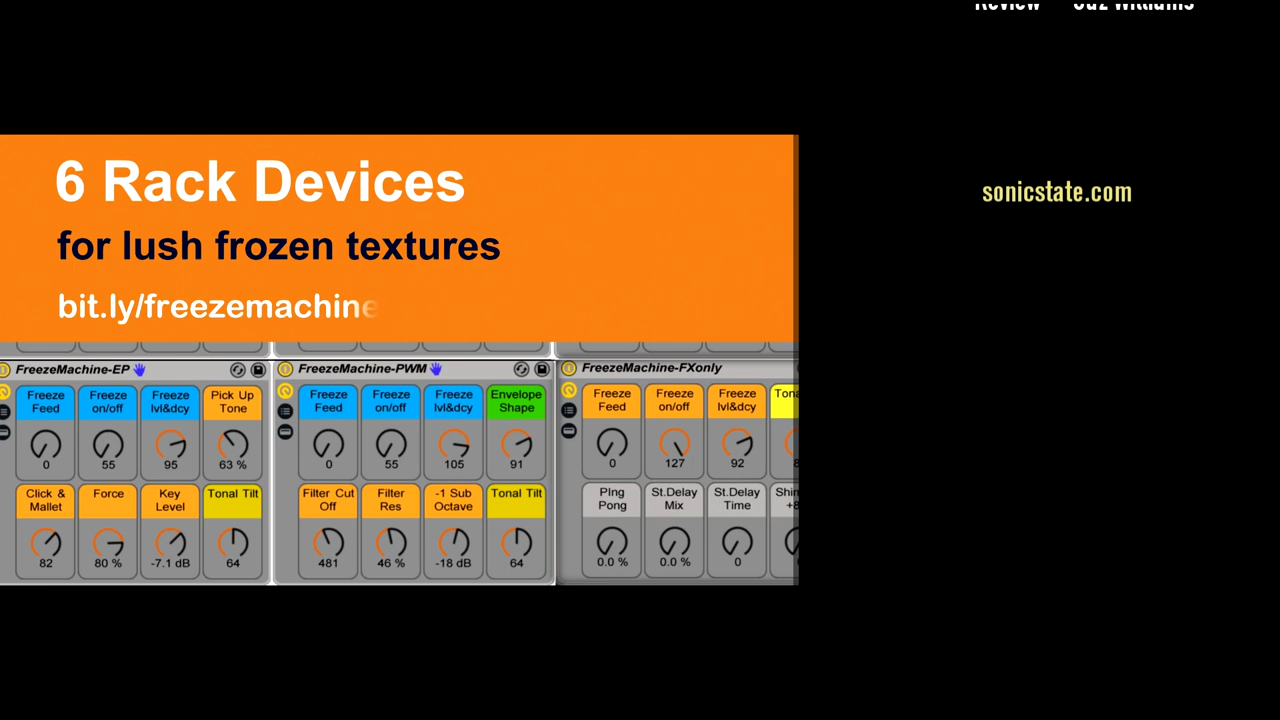 Review Gaz Williams
6 Rack Devices
for lush frozen textures
bit.ly/freezemachine
sonicstate.com
FreezeMachine-EP
Freeze Feed
Freeze on/off
Freeze lvl&dcy
Pick Up Tone
0
55
95
63 %
Click & Mallet
Force
Key Level
Tonal Tilt
82
80 %
-7.1 dB
64
FreezeMachine-PWM
Freeze Feed
Freeze on/off
Freeze lvl&dcy
Envelope Shape
0
55
105
91
Filter Cut Off
Filter Res
-1 Sub Octave
Tonal Tilt
481
46 %
-18 dB
64
FreezeMachine-FXonly
Freeze Feed
Freeze on/off
Freeze lvl&dcy
0
127
92
PIng Pong
St.Delay Mix
St.Delay Time
0.0 %
0.0 %
0